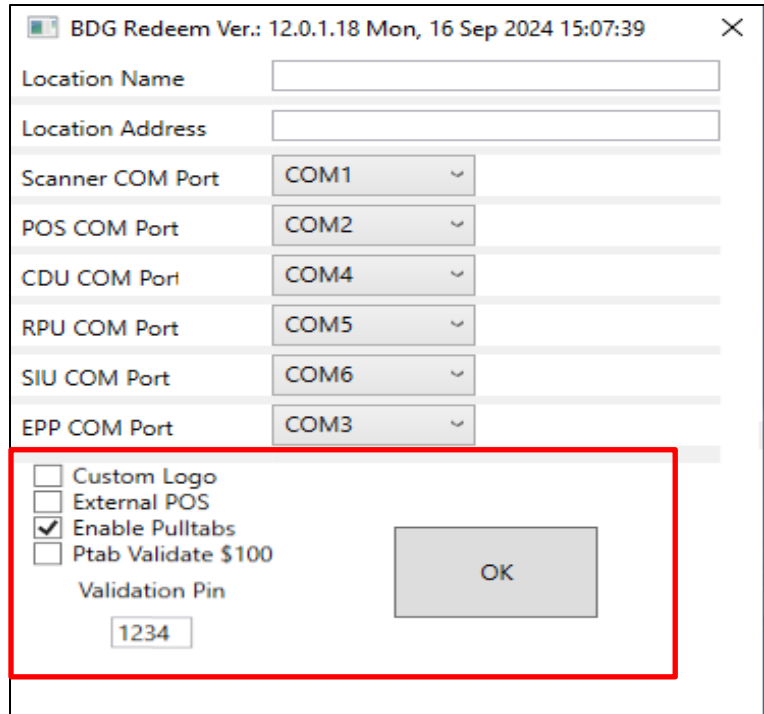 BDG Redeem Ver.: 12.0.1.18 Mon, 16 Sep 2024 15:07:39
Location Name
Location Address
Scanner COM Port COM1
POS COM Port COM2
CDU COM Port COM4
RPU COM Port COM5
SIU COM Port COM6
EPP COM Port COM3
Custom Logo
External POS
Enable Pulltabs
Ptab Validate $100
OK
Validation Pin
1234